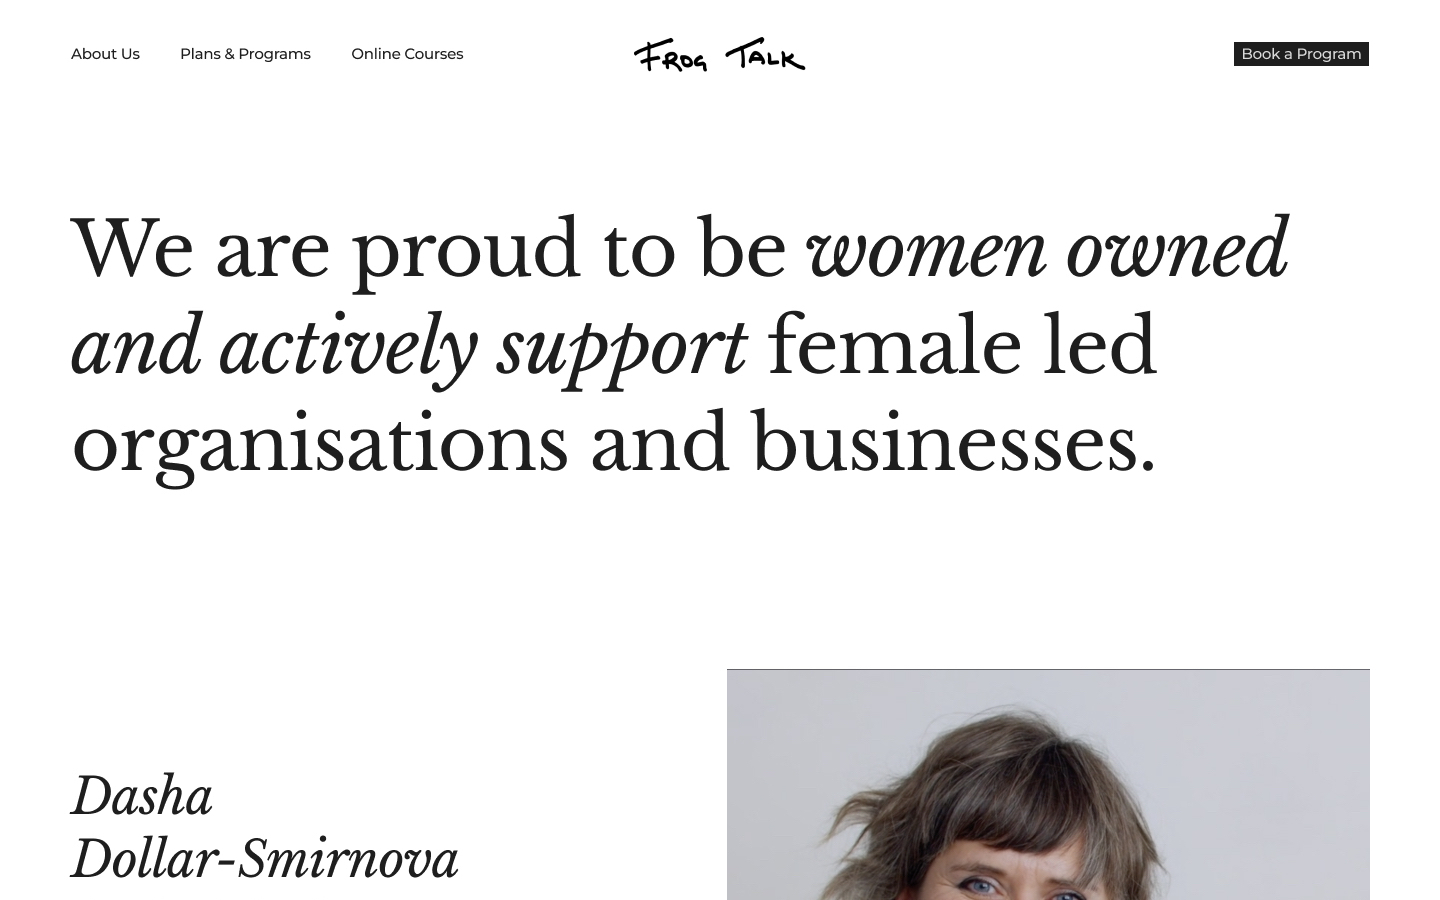 About Us
Plans & Programs
Online Courses
FROG TALK
Book a Program
We are proud to be women owned
and actively support female led
organisations and businesses.
Dasha
Dollar-Smirnova